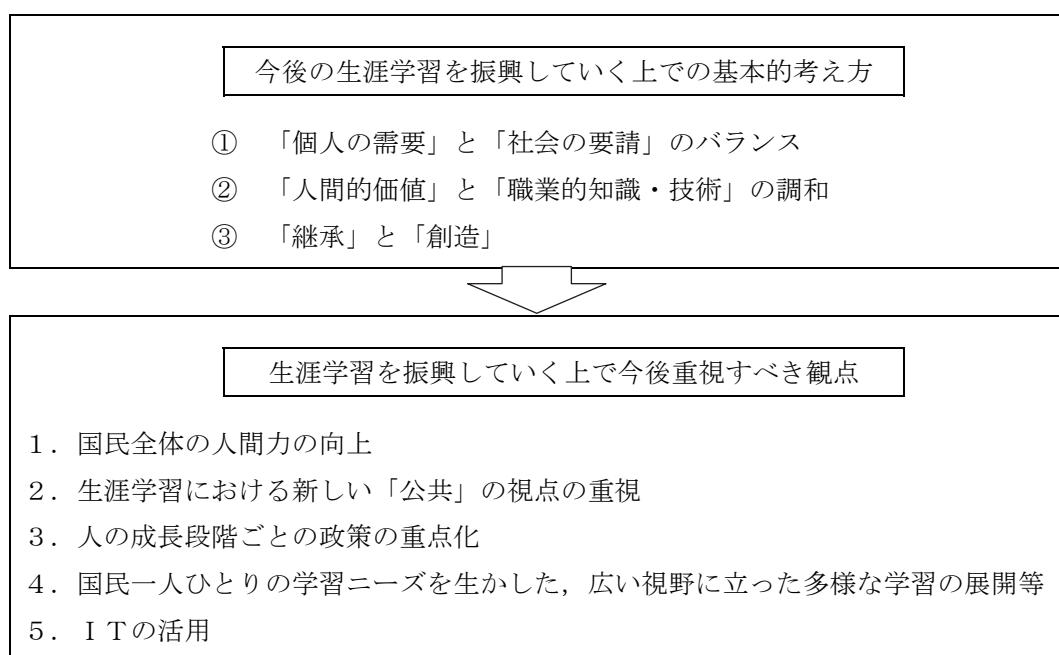 今後の生涯学習を振興していく上での基本的考え方
① 「個人の需要」と「社会の要請」のバランス
② 「人間的価値」と「職業的知識・技術」の調和
③ 「継承」と「創造」
生涯学習を振興していく上で今後重視すべき観点
１．国民全体の人間力の向上
２．生涯学習における新しい「公共」の視点の重視
３．人の成長段階ごとの政策の重点化
４．国民一人ひとりの学習ニーズを生かした，広い視野に立った多様な学習の展開等
５．ＩＴの活用